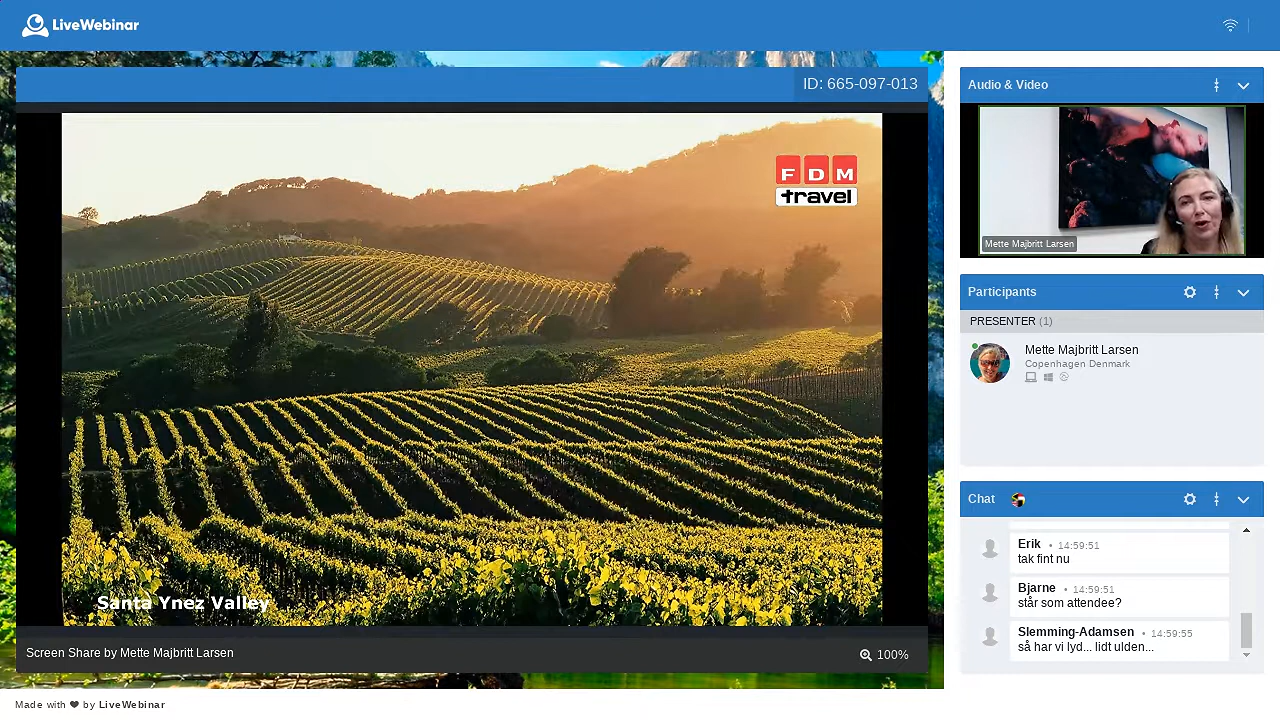 LiveWebinar
ID: 665-097-013
FDM
travel
Santa Ynez Valley
Screen Share by Mette Majbritt Larsen
100%
Audio & Video
Mette Majbritt Larsen
Participants
PRESENTER (1)
Mette Majbritt Larsen
Copenhagen Denmark
Chat
Erik • 14:59:51
tak fint nu
Bjarne • 14:59:51
står som attendee?
Slemming-Adamsen • 14:59:55
så har vi lyd... lidt ulden...
Made with ❤ by LiveWebinar